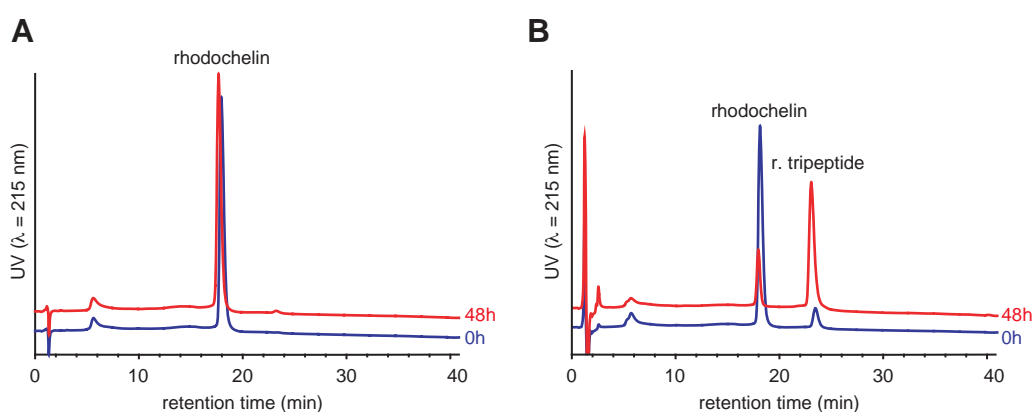 A
rhodochelin
UV (λ = 215 nm)
48h
0h
0 10 20 30 40
retention time (min)
B
rhodochelin
r. tripeptide
UV (λ = 215 nm)
48h
0h
0 10 20 30 40
retention time (min)